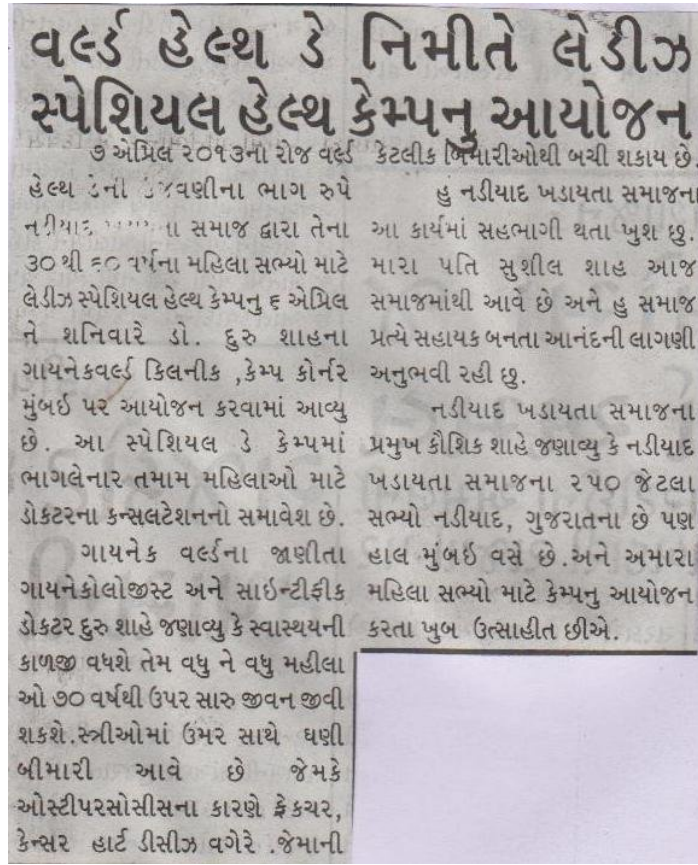 વર્લ્ડ હેલ્થ ડે નિમીતે લેડીઝ
સ્પેશિયલ હેલ્થ કેમ્પનુ આયોજન
૭ એપ્રિલ ૨૦૧૩ના રોજ વર્લ્ડ
હેલ્થ ડેની ઉજવણીના ભાગ રુપે
નડીયાદ સમાજ દ્વારા તેના
૩૦ થી ૬૦ વર્ષના મહિલા સભ્યો માટે
લેડીઝ સ્પેશિયલ હેલ્થ કેમ્પનુ ૬ એપ્રિલ
ને શનિવારે ડો. દુરુ શાહના
ગાયનેકવર્લ્ડ કિલનીક ,કેમ્પ કોર્નર
મુંબઇ પર આયોજન કરવામાં આવ્યુ
છે. આ સ્પેશિયલ ડે કેમ્પમાં
ભાગલેનાર તમામ મહિલાઓ માટે
ડોકટરના કન્સલટેશનનો સમાવેશ છે.
ગાયનેક વર્લ્ડના જાણીતા
ગાયનેકોલોજીસ્ટ અને સાઇન્ટીફીક
ડોકટર દુરુ શાહે જણાવ્યુ કે સ્વાસ્થયની
કાળજી વધશે તેમ વધુ ને વધુ મહીલા
ઓ ૭૦ વર્ષથી ઉપર સારુ જીવન જીવી
શકશે.સ્ત્રીઓમાં ઉંમર સાથે ઘણી
બીમારી આવે છે જેમકે
ઓસ્ટીપરસોસીસના કારણે ફેકચર,
કેન્સર હાર્ટ ડીસીઝ વગેરે .જેમાની
કેટલીક બિમારીઓથી બચી શકાય છે.
હું નડીયાદ ખડાયતા સમાજના
આ કાર્યમાં સહભાગી થતા ખુશ છુ.
મારા પતિ સુશીલ શાહ આજ
સમાજમાંથી આવે છે અને હુ સમાજ
પ્રત્યે સહાયક બનતા આનંદની લાગણી
અનુભવી રહી છુ.
નડીયાદ ખડાયતા સમાજના
પ્રમુખ કૌશિક શાહે જણાવ્યુ કે નડીયાદ
ખડાયતા સમાજના ૨૫૦ જેટલા
સભ્યો નડીયાદ, ગુજરાતના છે પણ
હાલ મુંબઇ વસે છે.અને અમારા
મહિલા સભ્યો માટે કેમ્પનુ આયોજન
કરતા ખુબ ઉત્સાહીત છીએ.